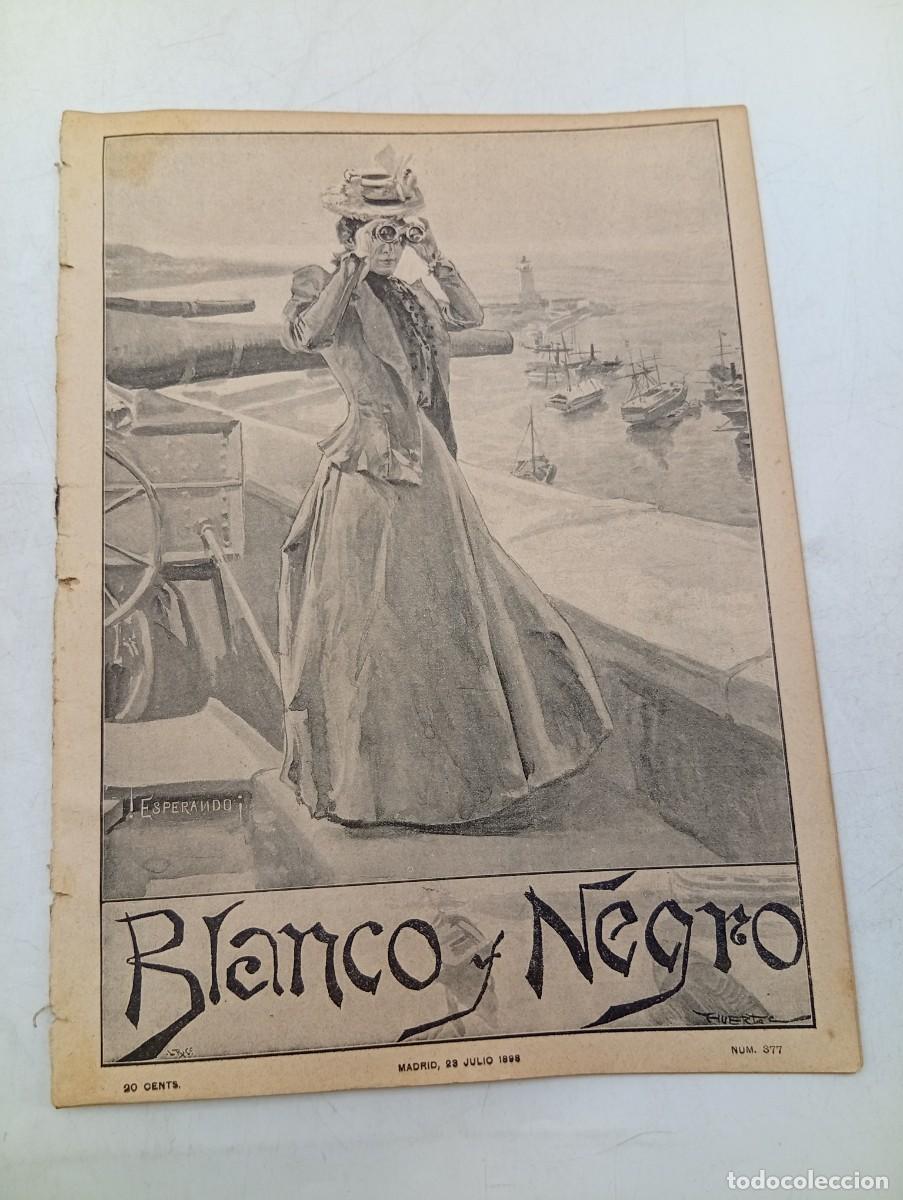 ! ESPERANDO ¡
Blanco y Negro
HUERTAS
20 CENTS.
MADRID, 23 JULIO 1898
NUM. 377
todocoleccion